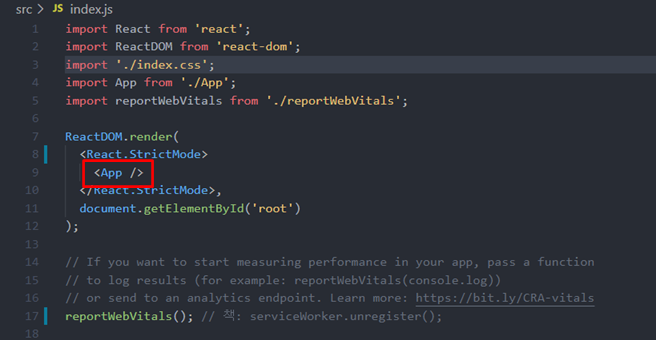 src > JS index.js
1 import React from 'react';
2 import ReactDOM from 'react-dom';
3 import './index.css';
4 import App from './App';
5 import reportWebVitals from './reportWebVitals';
6
7 ReactDOM.render(
8 <React.StrictMode>
9 <App />
10 </React.StrictMode>,
11 document.getElementById('root')
12 );
13
14 // If you want to start measuring performance in your app, pass a function
15 // to log results (for example: reportWebVitals(console.log))
16 // or send to an analytics endpoint. Learn more: https://bit.ly/CRA-vitals
17 reportWebVitals(); // 책: serviceWorker.unregister();
18